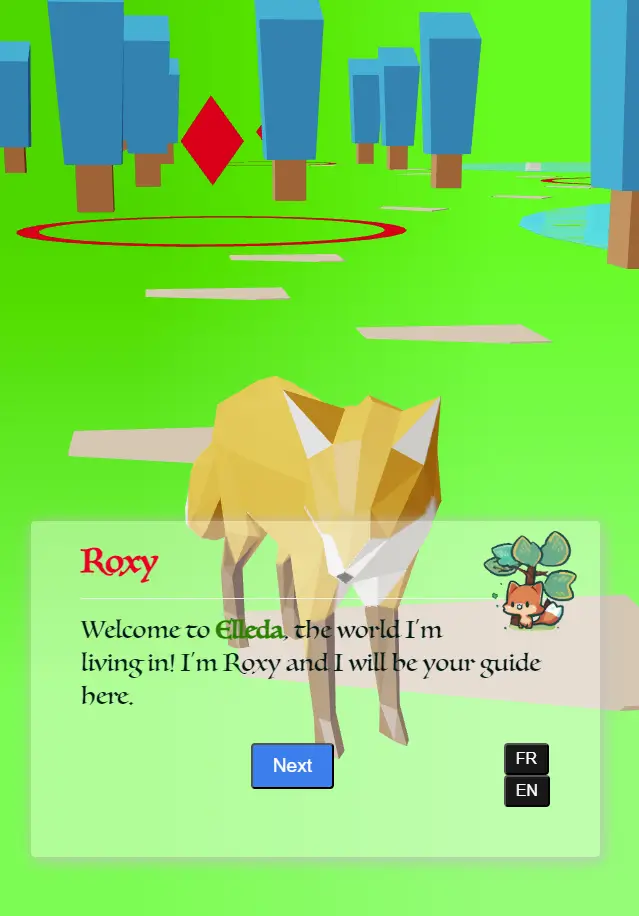 Roxy
Welcome to Elleda, the world I'm
living in! I'm Roxy and I will be your guide
here.
Next
FR
EN